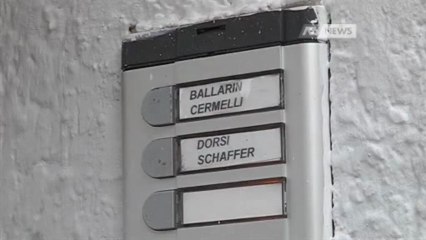 NEWS
BALLARIN
CERMELLI
DORSI
SCHAFFER